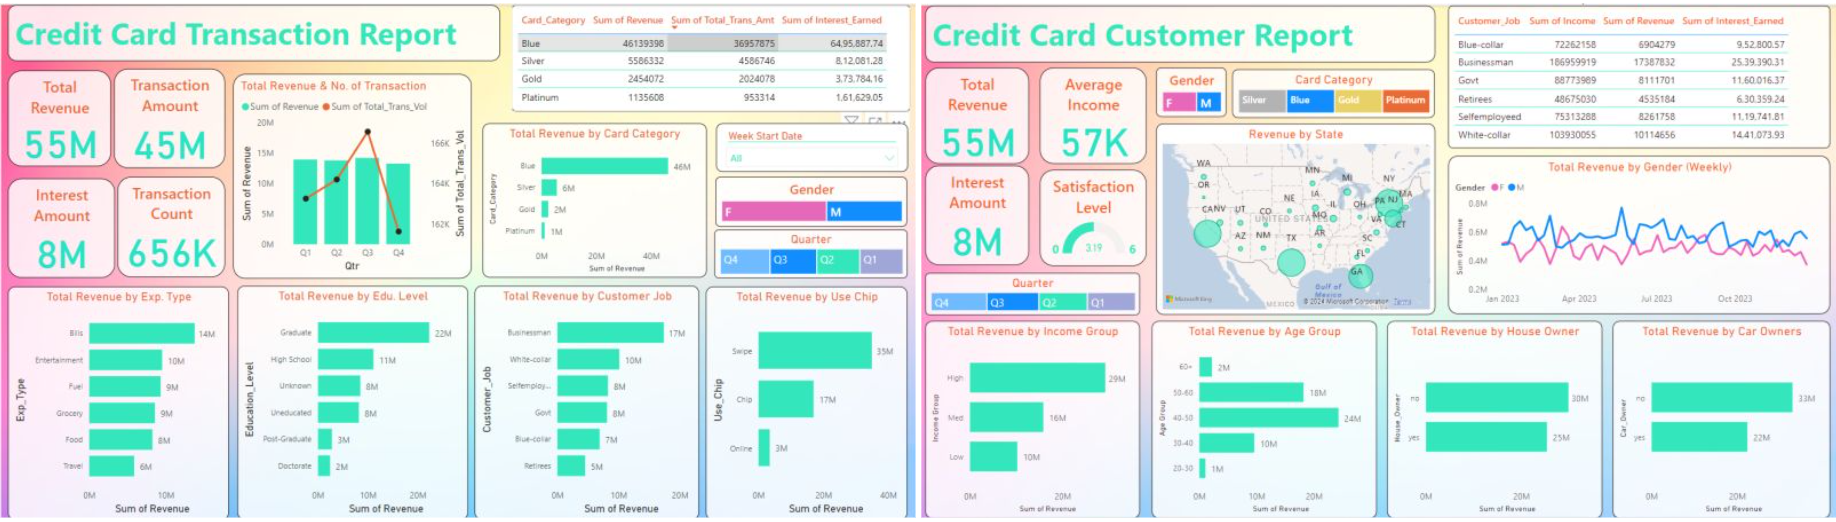 Credit Card Transaction Report
Card_Category Sum of Revenue Sum of Total_Trans_Amt Sum of Interest_Earned
Blue 46139398 36957875 64,95,887.74
Silver 5586332 4586746 8,12,081.28
Gold 2454072 2024078 3,73,784.16
Platinum 1135608 953314 1,61,629.05
Total Revenue
55M
Transaction Amount
45M
Interest Amount
8M
Transaction Count
656K
Total Revenue & No. of Transaction
Sum of Revenue Sum of Total_Trans_Vol
Sum of Revenue
20M
15M
10M
5M
0M
Sum of Total_Trans_Vol
166K
164K
162K
Q1 Q2 Q3 Q4
Qtr
Total Revenue by Card Category
Card_Category
Blue 46M
Silver 6M
Gold 2M
Platinum 1M
0M 20M 40M
Sum of Revenue
Week Start Date
All
Gender
F M
Quarter
Q4 Q3 Q2 Q1
Total Revenue by Exp. Type
Exp_Type
Bills 14M
Entertainment 10M
Fuel 9M
Grocery 9M
Food 8M
Travel 6M
0M 10M
Sum of Revenue
Total Revenue by Edu. Level
Education_Level
Graduate 22M
High School 11M
Unknown 8M
Uneducated 8M
Post-Graduate 3M
Doctorate 2M
0M 10M 20M
Sum of Revenue
Total Revenue by Customer Job
Customer_Job
Businessman 17M
White-collar 10M
Selfemploy... 8M
Govt 8M
Blue-collar 7M
Retirees 5M
0M 10M 20M
Sum of Revenue
Total Revenue by Use Chip
Use_Chip
Swipe 35M
Chip 17M
Online 3M
0M 20M 40M
Sum of Revenue
Credit Card Customer Report
Customer_Job Sum of Income Sum of Revenue Sum of Interest_Earned
Blue-collar 72262158 6904279 9,52,800.57
Businessman 186959919 17387832 25,39,390.31
Govt 88773989 8111701 11,60,016.37
Retirees 48675030 4535184 6,30,359.24
Selfemployeed 75313288 8261758 11,19,741.81
White-collar 103930055 10114656 14,41,073.93
Total Revenue
55M
Average Income
57K
Interest Amount
8M
Satisfaction Level
0 3.19 6
Gender
F M
Card Category
Silver Blue Gold Platinum
Quarter
Q4 Q3 Q2 Q1
Revenue by State
WA
OR
MN
MI
NY
MA
CA NV UT CO
NE
IA
IL
OH
PA NJ
UNITED STATES
MO
VA
CT
AZ NM
AR
SC
TX
FL
GA
Gulf of Mexico
MEXICO
Microsoft Bing
© 2024 Microsoft Corporation Terms
Total Revenue by Gender (Weekly)
Gender F M
Sum of Revenue
0.8M
0.6M
0.4M
0.2M
Jan 2023 Apr 2023 Jul 2023 Oct 2023
Total Revenue by Income Group
Income Group
High 29M
Med 16M
Low 10M
0M 20M
Sum of Revenue
Total Revenue by Age Group
Age Group
60+ 2M
50-60 18M
40-50 24M
30-40 10M
20-30 1M
0M 10M 20M
Sum of Revenue
Total Revenue by House Owner
House_Owner
no 30M
yes 25M
0M 20M
Sum of Revenue
Total Revenue by Car Owners
Car_Owner
no 33M
yes 22M
0M 20M
Sum of Revenue